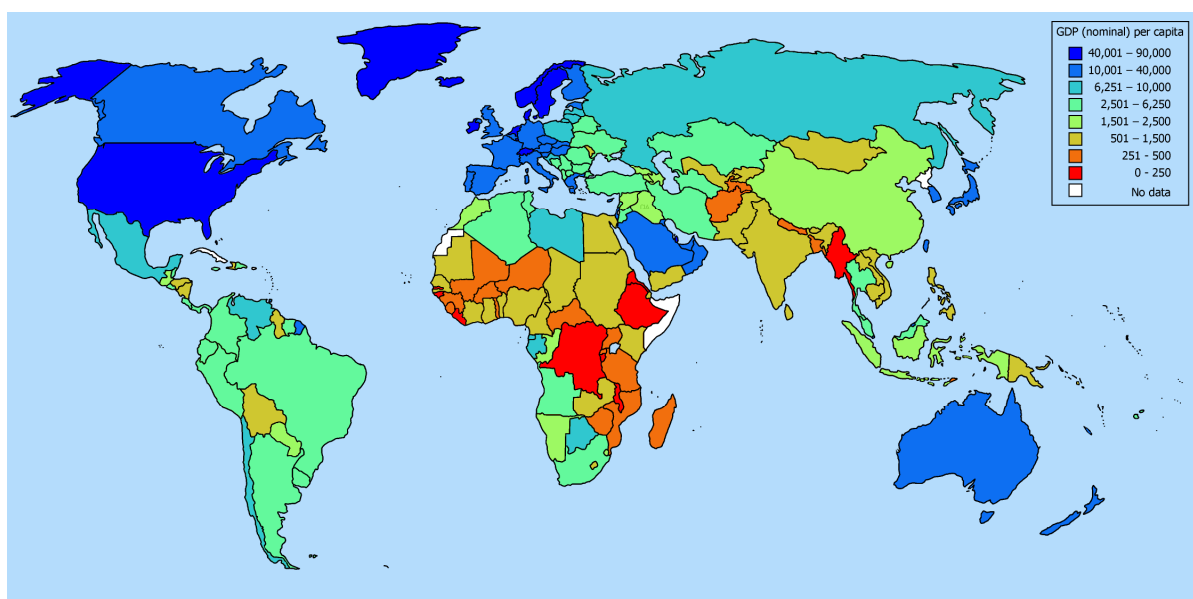 GDP (nominal) per capita
40,001 – 90,000
10,001 – 40,000
6,251 – 10,000
2,501 – 6,250
1,501 – 2,500
501 – 1,500
251 - 500
0 - 250
No data